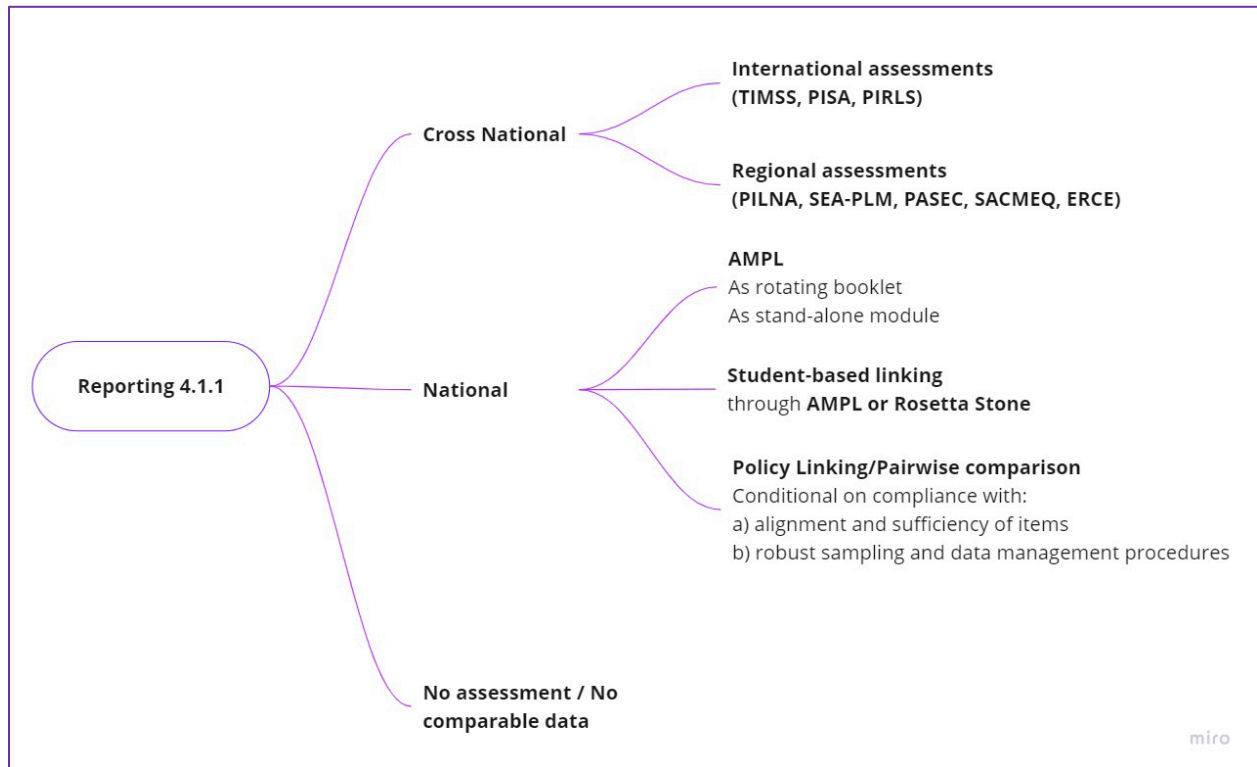 Reporting 4.1.1
Cross National
International assessments
(TIMSS, PISA, PIRLS)
Regional assessments
(PILNA, SEA-PLM, PASEC, SACMEQ, ERCE)
National
AMPL
As rotating booklet
As stand-alone module
Student-based linking
through AMPL or Rosetta Stone
Policy Linking/Pairwise comparison
Conditional on compliance with:
a) alignment and sufficiency of items
b) robust sampling and data management procedures
No assessment / No
comparable data
miro